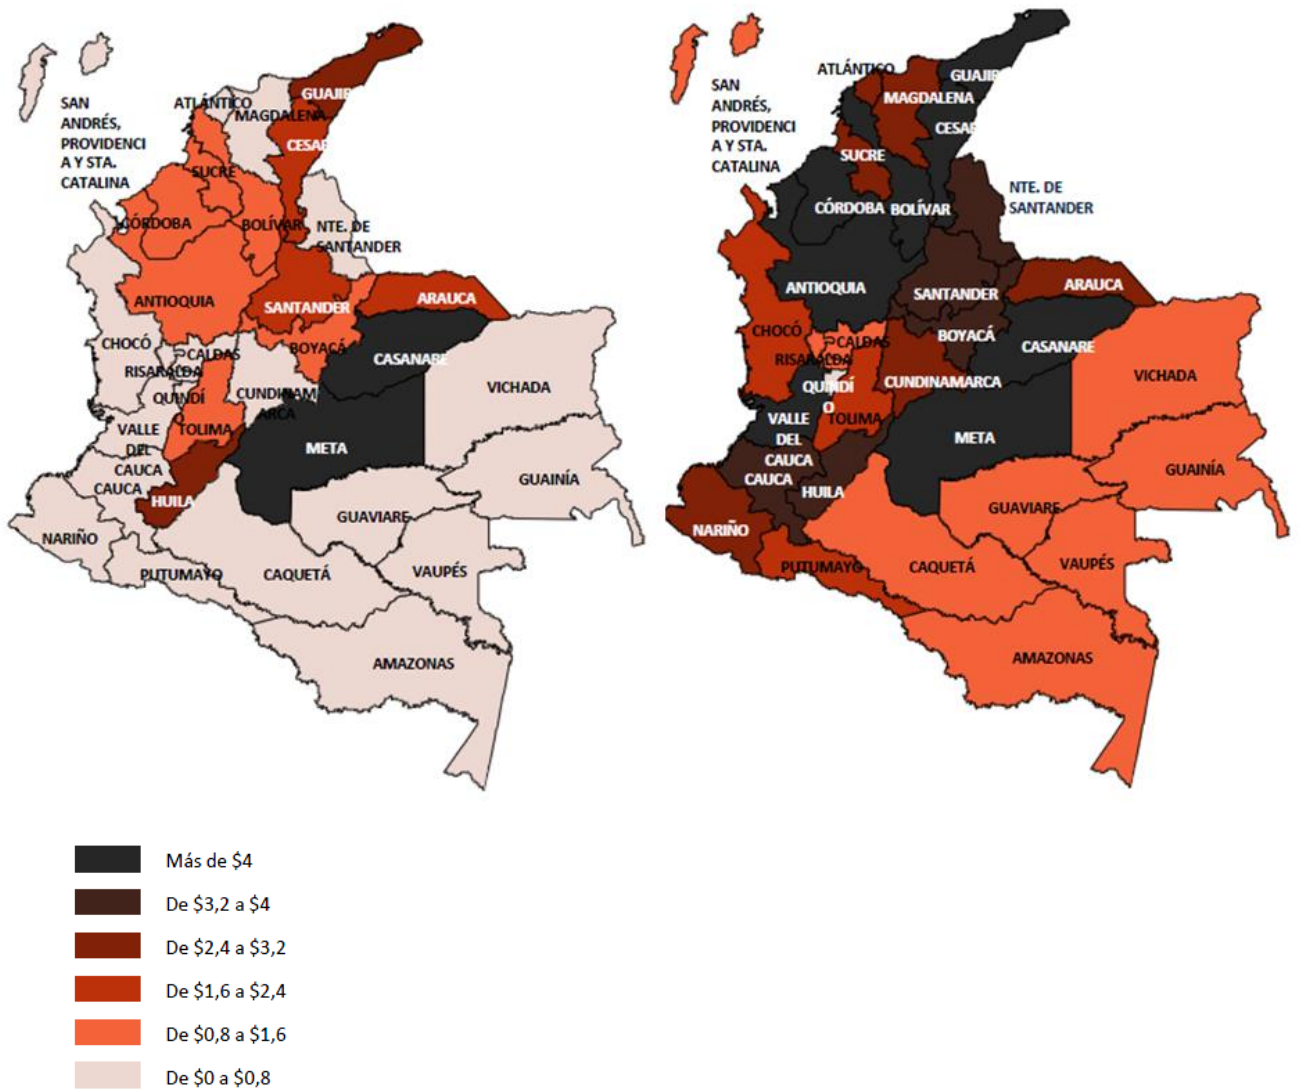 SAN
ANDRÉS,
PROVIDENCI
A Y STA.
CATALINA
ATLÁNTICO
MAGDALENA
GUAJIR
CESAR
SUCRE
CÓRDOBA
BOLÍVAR
NTE. DE
SANTANDER
ANTIOQUIA
SANTANDER
ARAUCA
CHOCÓ
CALDAS
BOYACÁ
CASANARE
RISARALDA
QUINDÍ
O
CUNDINAM
ARCA
VICHADA
VALLE
DEL
CAUCA
TOLIMA
META
CAUCA
HUILA
GUAINÍA
NARIÑO
GUAVIARE
PUTUMAYO
CAQUETÁ
VAUPÉS
AMAZONAS
SAN
ANDRÉS,
PROVIDENCI
A Y STA.
CATALINA
ATLÁNTICO
MAGDALENA
GUAJIR
CESAR
SUCRE
CÓRDOBA
BOLÍVAR
NTE. DE
SANTANDER
ANTIOQUIA
SANTANDER
ARAUCA
CHOCÓ
CALDAS
BOYACÁ
CASANARE
RISARALDA
QUINDÍ
O
CUNDINAMARCA
VICHADA
VALLE
DEL
CAUCA
TOLIMA
META
CAUCA
HUILA
GUAINÍA
NARIÑO
GUAVIARE
PUTUMAYO
CAQUETÁ
VAUPÉS
AMAZONAS
Más de $4
De $3,2 a $4
De $2,4 a $3,2
De $1,6 a $2,4
De $0,8 a $1,6
De $0 a $0,8